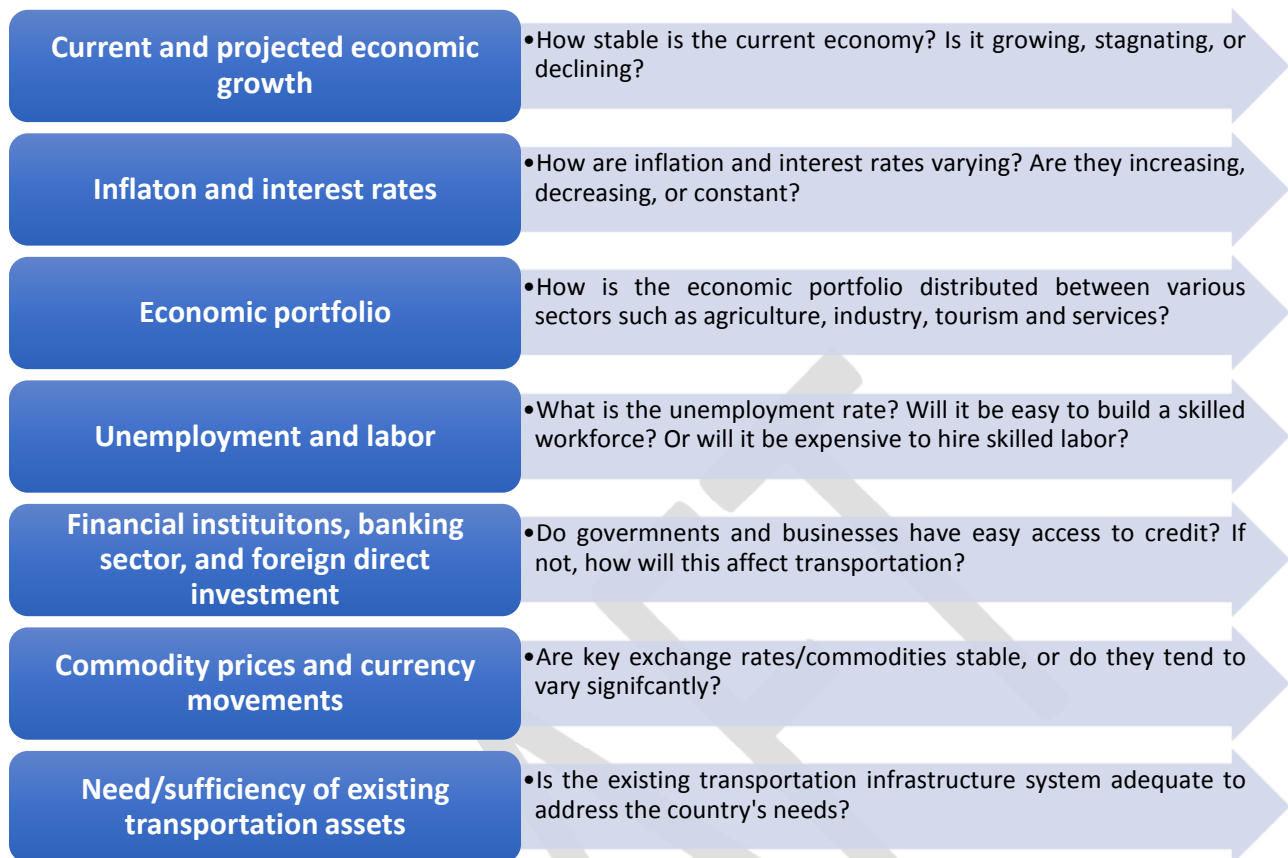 Current and projected economic
growth
•How stable is the current economy? Is it growing, stagnating, or
declining?
Inflaton and interest rates
•How are inflation and interest rates varying? Are they increasing,
decreasing, or constant?
Economic portfolio
•How is the economic portfolio distributed between various
sectors such as agriculture, industry, tourism and services?
Unemployment and labor
•What is the unemployment rate? Will it be easy to build a skilled
workforce? Or will it be expensive to hire skilled labor?
Financial instituitons, banking
sector, and foreign direct
investment
•Do govermnents and businesses have easy access to credit? If
not, how will this affect transportation?
Commodity prices and currency
movements
•Are key exchange rates/commodities stable, or do they tend to
vary signifcantly?
Need/sufficiency of existing
transportation assets
•Is the existing transportation infrastructure system adequate to
address the country's needs?